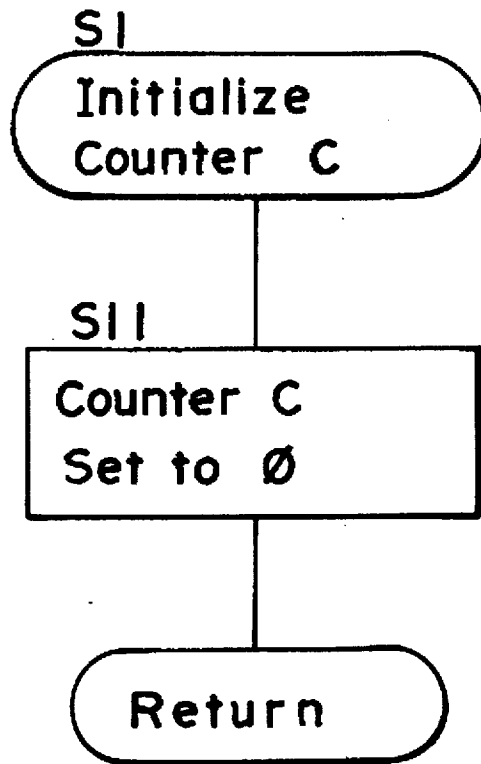 S1
Initialize
Counter C
S11
Counter C
Set to Ø
Return